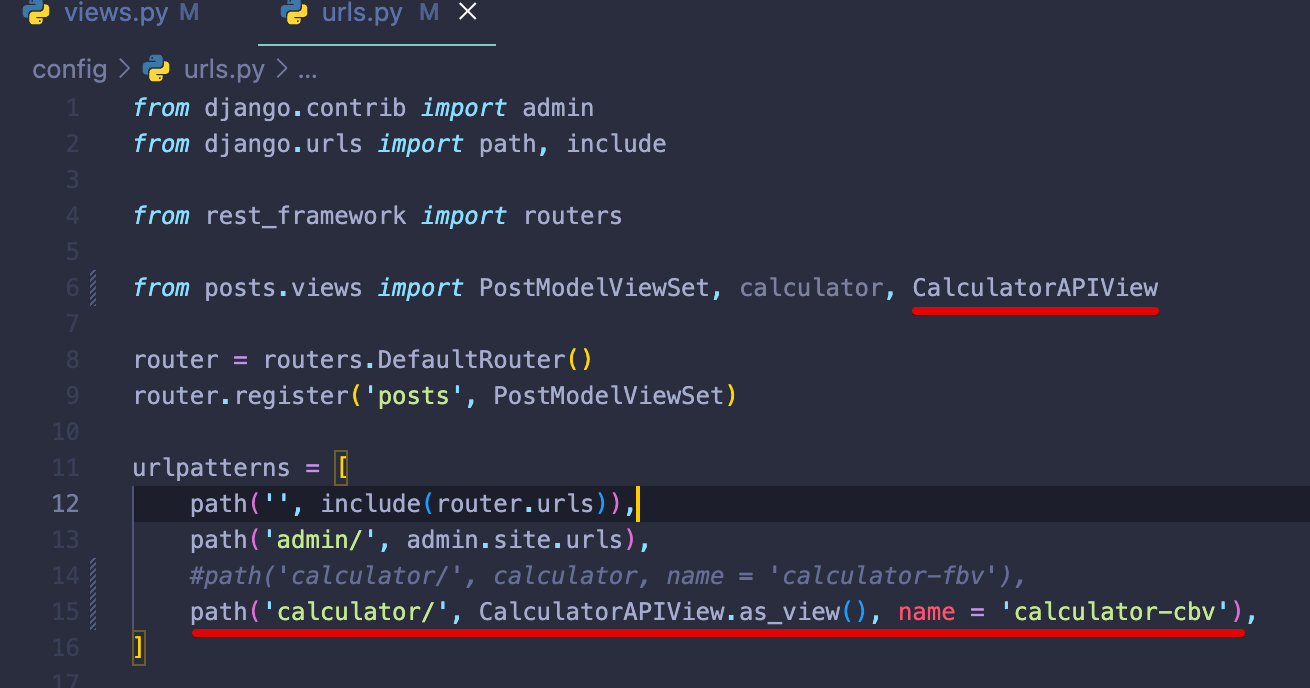 views.py M urls.py M ×
config > urls.py > ...
1 from django.contrib import admin
2 from django.urls import path, include
3
4 from rest_framework import routers
5
6 from posts.views import PostModelViewSet, calculator, CalculatorAPIView
7
8 router = routers.DefaultRouter()
9 router.register('posts', PostModelViewSet)
10
11 urlpatterns = [
12 path('', include(router.urls)),
13 path('admin/', admin.site.urls),
14 #path('calculator/', calculator, name = 'calculator-fbv'),
15 path('calculator/', CalculatorAPIView.as_view(), name = 'calculator-cbv'),
16 ]
17